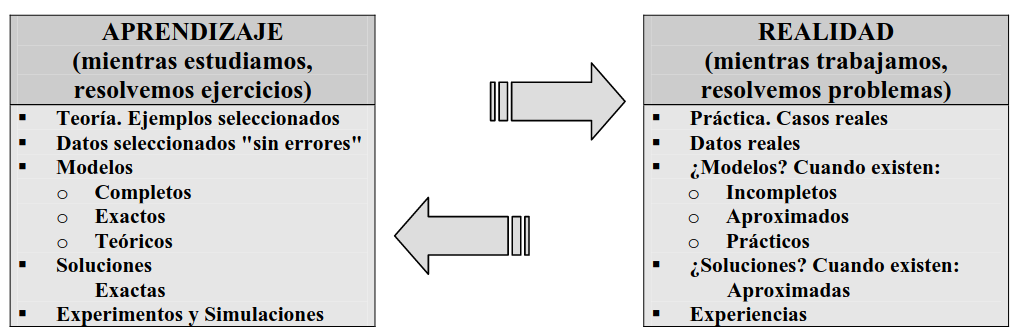 APRENDIZAJE
(mientras estudiamos,
resolvemos ejercicios)
▪ Teoría. Ejemplos seleccionados
▪ Datos seleccionados "sin errores"
▪ Modelos
o Completos
o Exactos
o Teóricos
▪ Soluciones
Exactas
▪ Experimentos y Simulaciones
REALIDAD
(mientras trabajamos,
resolvemos problemas)
▪ Práctica. Casos reales
▪ Datos reales
▪ ¿Modelos? Cuando existen:
o Incompletos
o Aproximados
o Prácticos
▪ ¿Soluciones? Cuando existen:
Aproximadas
▪ Experiencias